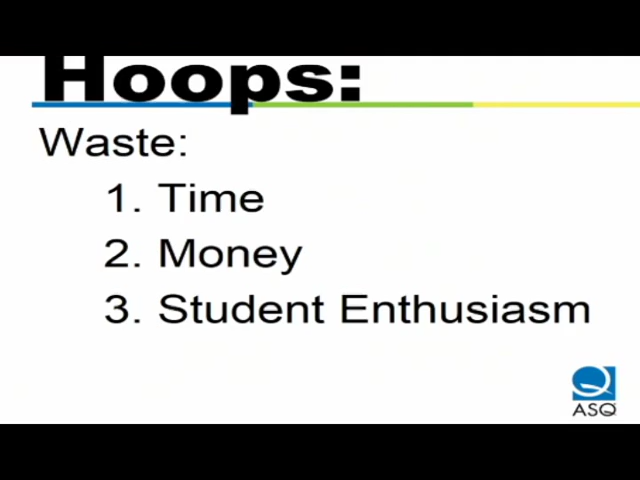 Hoops:
Waste:
1. Time
2. Money
3. Student Enthusiasm
ASQ